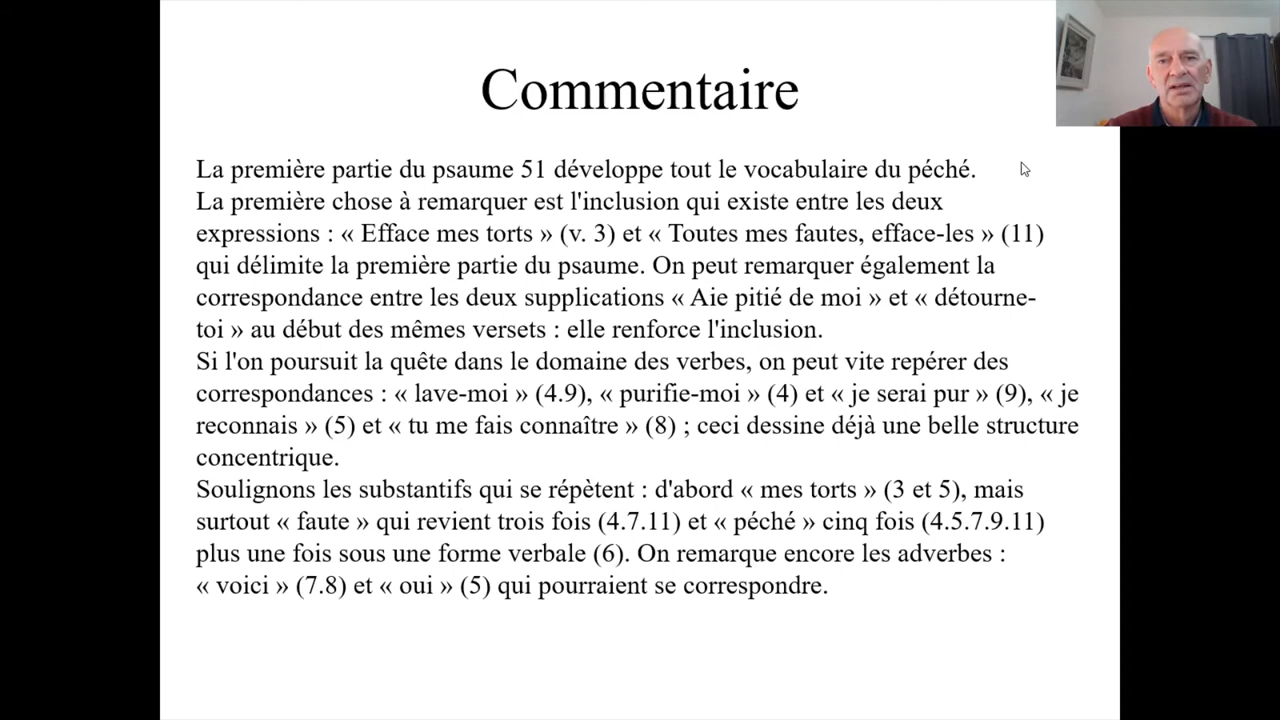 Commentaire
La première partie du psaume 51 développe tout le vocabulaire du péché.
La première chose à remarquer est l'inclusion qui existe entre les deux
expressions : « Efface mes torts » (v. 3) et « Toutes mes fautes, efface-les » (11)
qui délimite la première partie du psaume. On peut remarquer également la
correspondance entre les deux supplications « Aie pitié de moi » et « détourne-
toi » au début des mêmes versets : elle renforce l'inclusion.
Si l'on poursuit la quête dans le domaine des verbes, on peut vite repérer des
correspondances : « lave-moi » (4.9), « purifie-moi » (4) et « je serai pur » (9), « je
reconnais » (5) et « tu me fais connaître » (8) ; ceci dessine déjà une belle structure
concentrique.
Soulignons les substantifs qui se répètent : d'abord « mes torts » (3 et 5), mais
surtout « faute » qui revient trois fois (4.7.11) et « péché » cinq fois (4.5.7.9.11)
plus une fois sous une forme verbale (6). On remarque encore les adverbes :
« voici » (7.8) et « oui » (5) qui pourraient se correspondre.